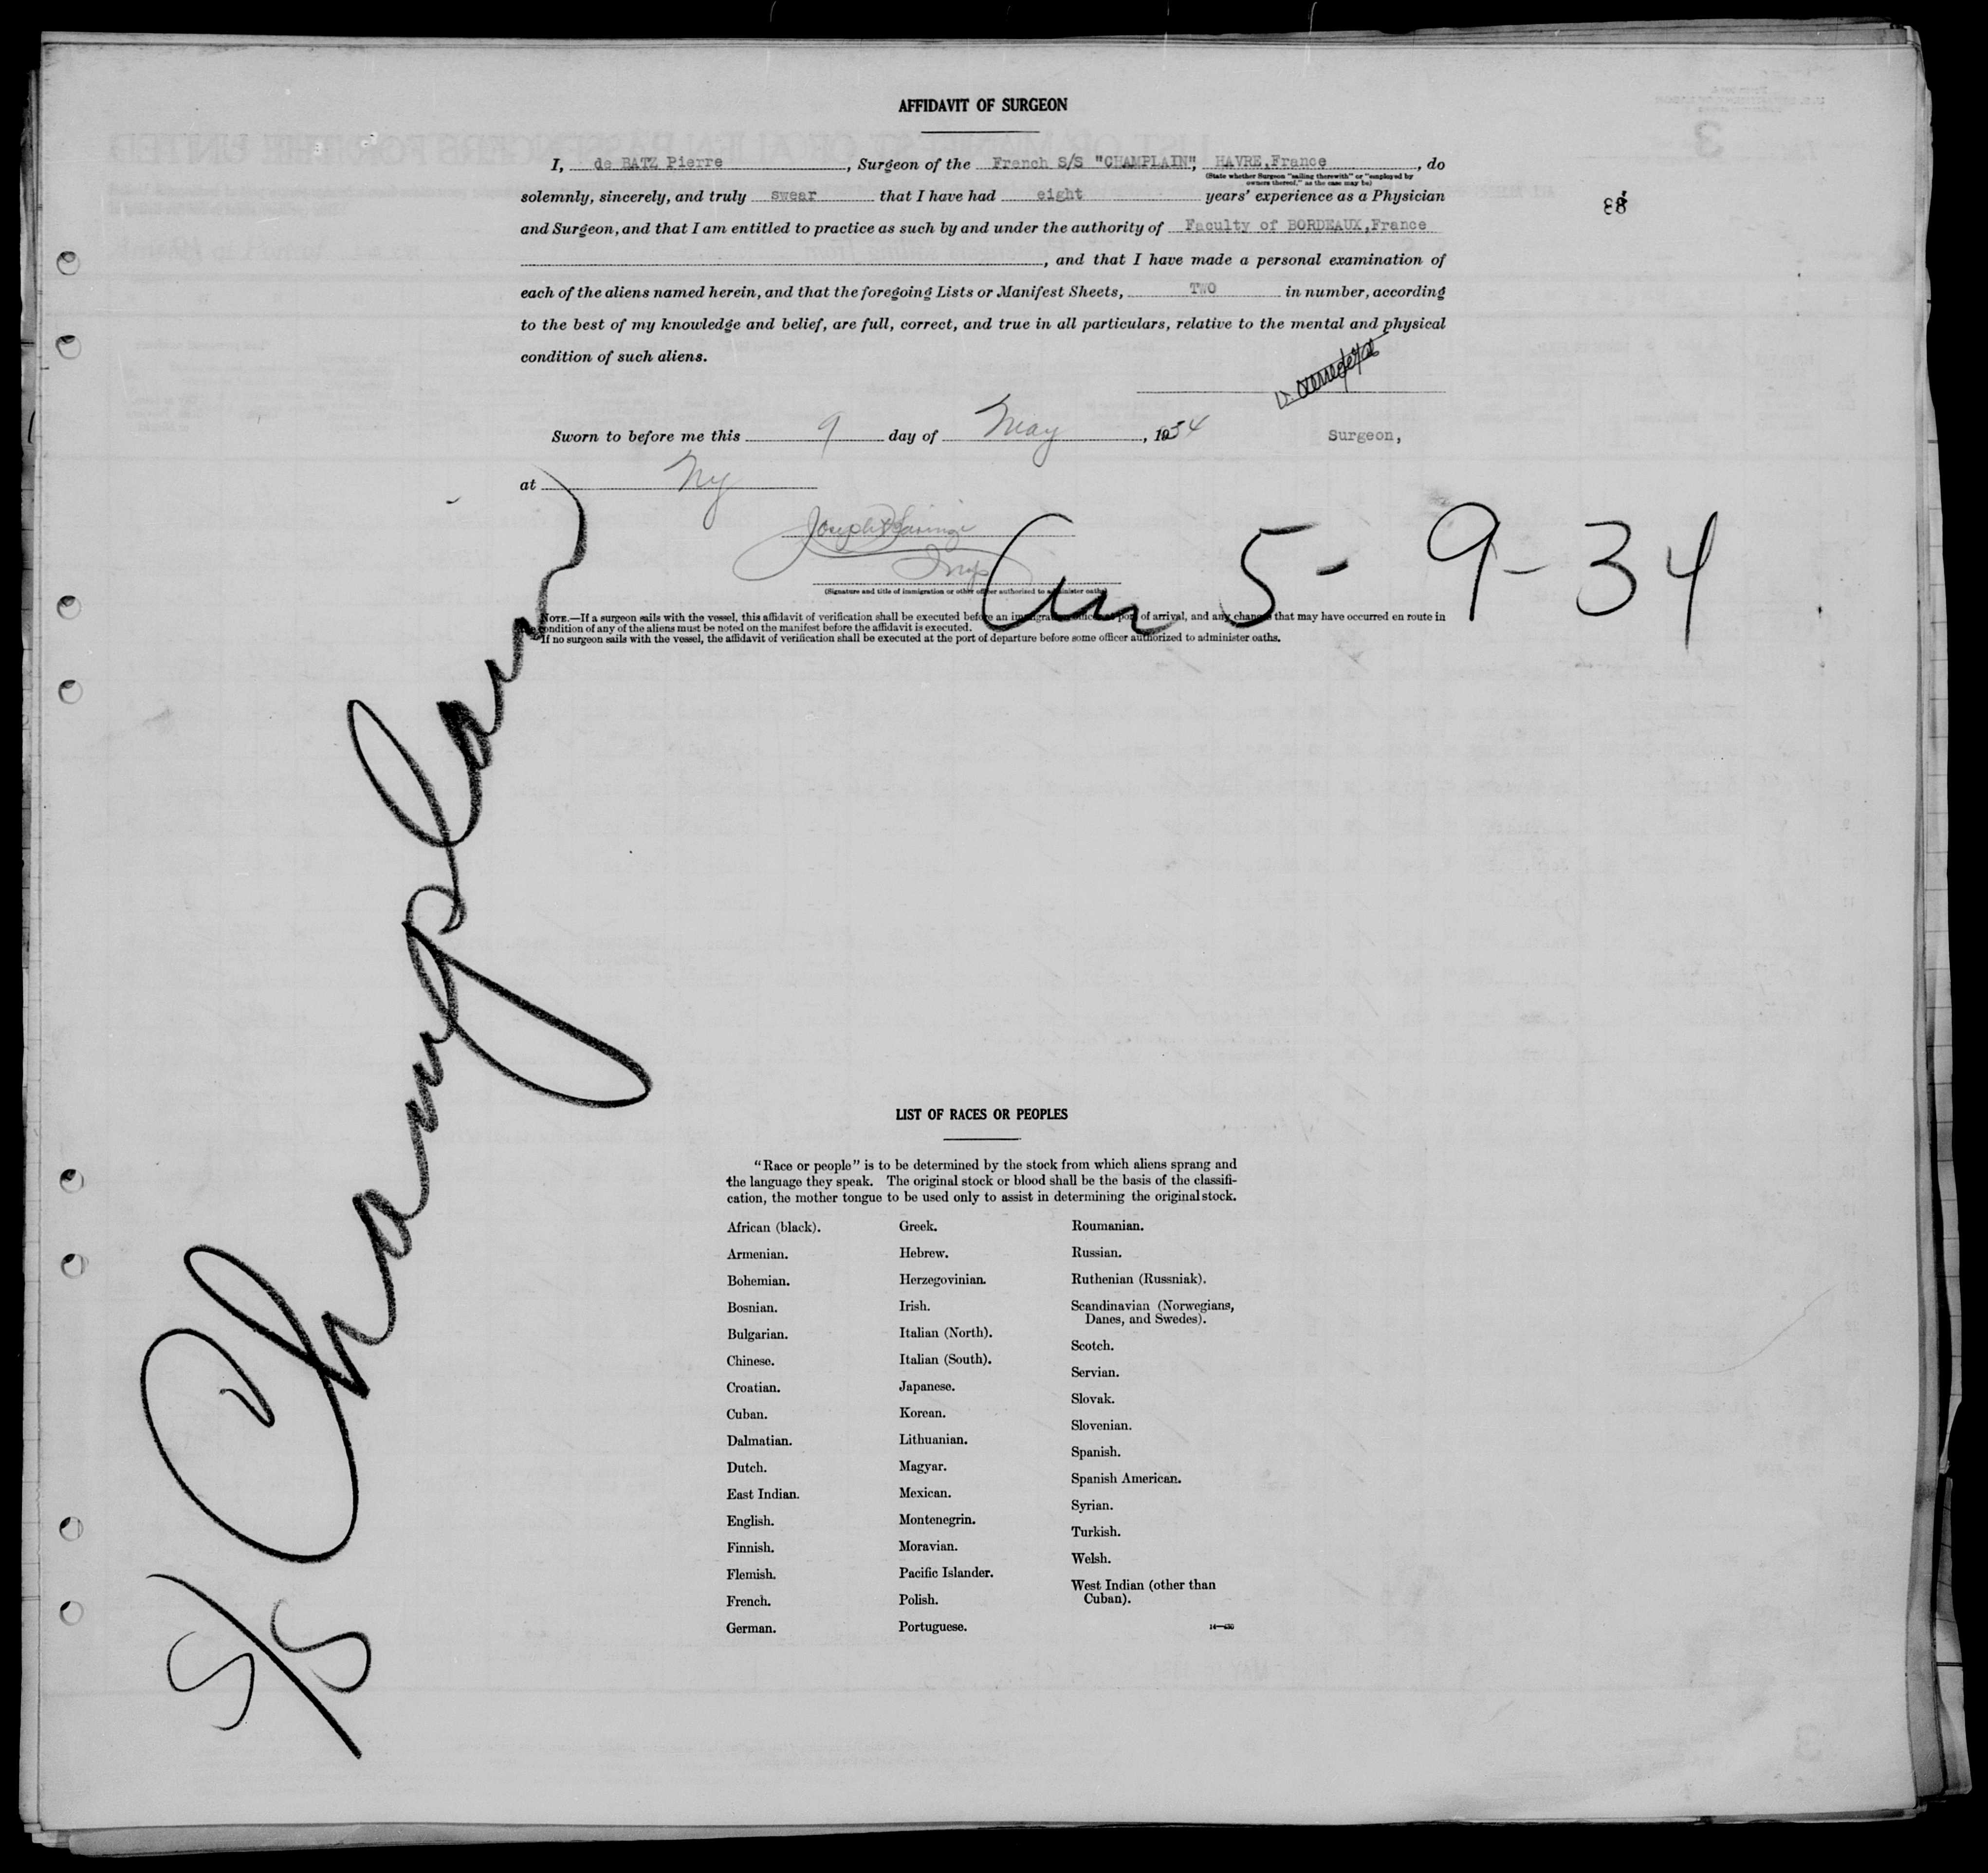 AFFIDAVIT OF SURGEON
I, de BATZ Pierre, Surgeon of the French S/S "CHAMPLAIN", HAVRE,France, do
(State whether Surgeon "sailing therewith" or "employed by owners thereof," as the case may be)
solemnly, sincerely, and truly swear that I have had eight years' experience as a Physician
and Surgeon, and that I am entitled to practice as such by and under the authority of Faculty of BORDEAUX,France
, and that I have made a personal examination of
each of the aliens named herein, and that the foregoing Lists or Manifest Sheets, TWO in number, according
to the best of my knowledge and belief, are full, correct, and true in all particulars, relative to the mental and physical
condition of such aliens.
Sworn to before me this 9 day of May, 1934
Surgeon,
at NY
Joseph
Insp
(Signature and title of immigration or other officer authorized to administer oaths)
5-9-34
NOTE.—If a surgeon sails with the vessel, this affidavit of verification shall be executed before an immigration officer at port of arrival, and any changes that may have occurred en route in
the condition of any of the aliens must be noted on the manifest before the affidavit is executed.
If no surgeon sails with the vessel, the affidavit of verification shall be executed at the port of departure before some officer authorized to administer oaths.
S/S Champlain
LIST OF RACES OR PEOPLES
"Race or people" is to be determined by the stock from which aliens sprang and
the language they speak. The original stock or blood shall be the basis of the classifi-
cation, the mother tongue to be used only to assist in determining the original stock.
African (black).
Armenian.
Bohemian.
Bosnian.
Bulgarian.
Chinese.
Croatian.
Cuban.
Dalmatian.
Dutch.
East Indian.
English.
Finnish.
Flemish.
French.
German.
Greek.
Hebrew.
Herzegovinian.
Irish.
Italian (North).
Italian (South).
Japanese.
Korean.
Lithuanian.
Magyar.
Mexican.
Montenegrin.
Moravian.
Pacific Islander.
Polish.
Portuguese.
Roumanian.
Russian.
Ruthenian (Russniak).
Scandinavian (Norwegians,
Danes, and Swedes).
Scotch.
Servian.
Slovak.
Slovenian.
Spanish.
Spanish American.
Syrian.
Turkish.
Welsh.
West Indian (other than
Cuban).